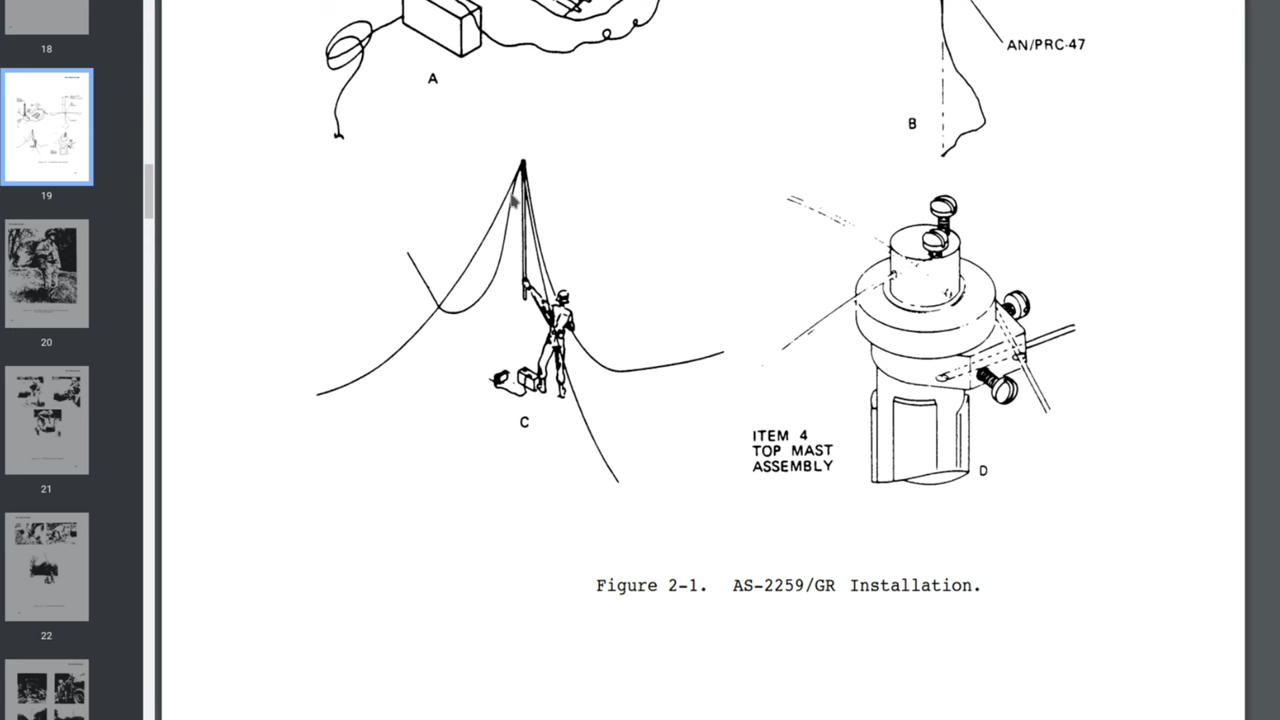 18
19
20
21
22
A
AN/PRC-47
B
C
ITEM 4
TOP MAST
ASSEMBLY
D
Figure 2-1. AS-2259/GR Installation.